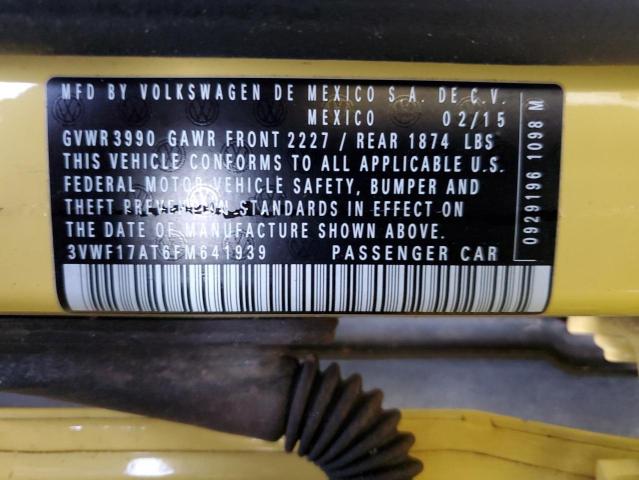 MFD BY VOLKSWAGEN DE MEXICO S.A. DE C.V.
MEXICO 02/15
GVWR 3990 GAWR FRONT 2227 / REAR 1874 LBS
THIS VEHICLE CONFORMS TO ALL APPLICABLE U.S.
FEDERAL MOTOR VEHICLE SAFETY, BUMPER AND
THEFT PREVENTION STANDARDS IN EFFECT ON
THE DATE OF MANUFACTURE SHOWN ABOVE.
3VWF17AT6FM641939 PASSENGER CAR
0929196 1098 M